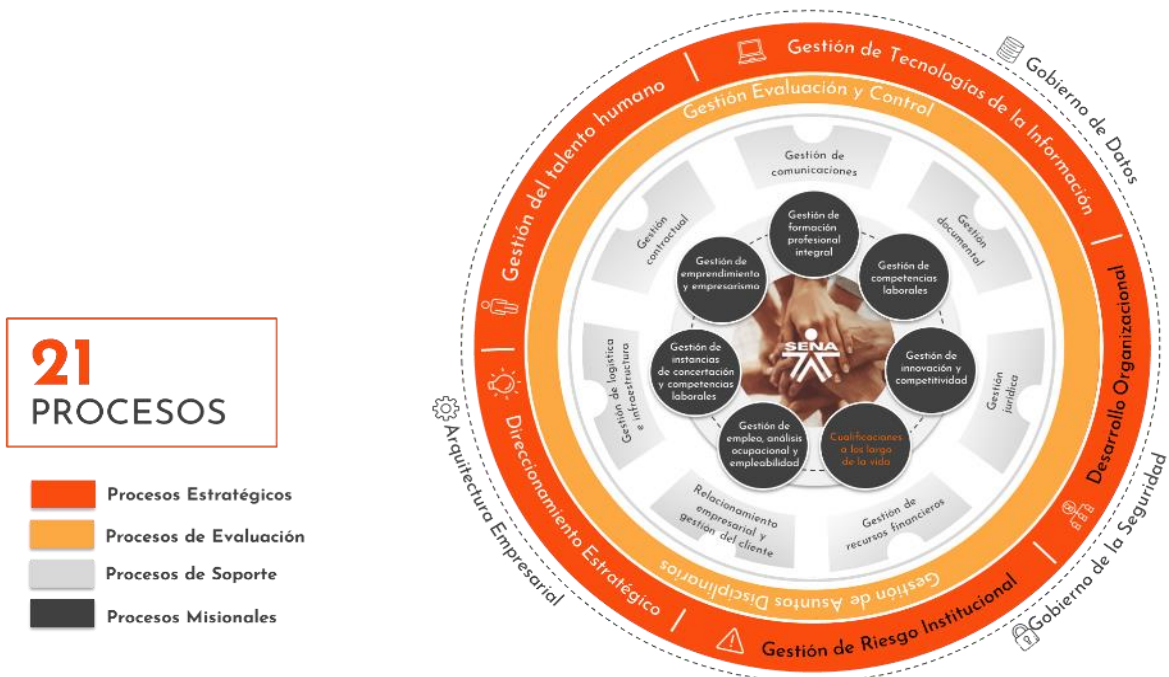 21
PROCESOS
Procesos Estratégicos
Procesos de Evaluación
Procesos de Soporte
Procesos Misionales
Gestión del talento humano
Gestión de Tecnologías de la Información
Desarrollo Organizacional
Gestión de Riesgo Institucional
Direccionamiento Estratégico
Gobierno de Datos
Gobierno de la Seguridad
Arquitectura Empresarial
Gestión Evaluación y Control
Gestión de Asuntos Disciplinarios
Gestión de
comunicaciones
Gestión
documental
Gestión
jurídica
Gestión de
recursos financieros
Relacionamiento
empresarial y
gestión del cliente
Gestión de logística
e infraestructura
Gestión
contractual
Gestión de
formación
profesional
integral
Gestión de
competencias
laborales
Gestión de
innovación y
competitividad
Cualificaciones
a los largo
de la vida
Gestión de
empleo, análisis
ocupacional y
empleabilidad
Gestión de
instancias
de concertación
y competencias
laborales
Gestión de
emprendimiento
y empresarismo
SENA